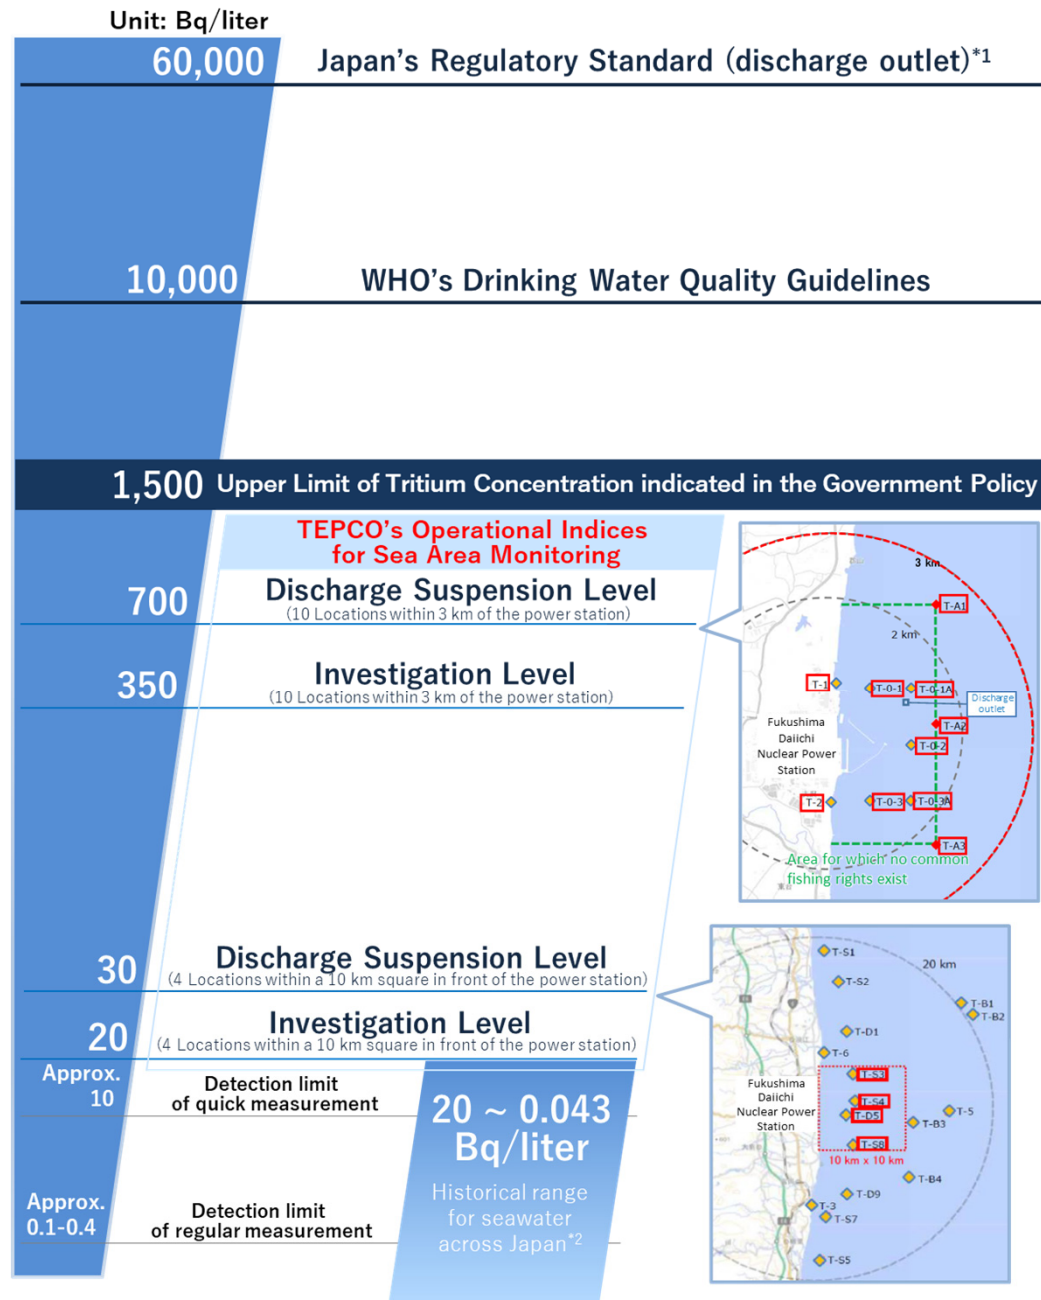 Unit: Bq/liter
60,000
Japan's Regulatory Standard (discharge outlet)*1
10,000
WHO's Drinking Water Quality Guidelines
1,500
Upper Limit of Tritium Concentration indicated in the Government Policy
TEPCO's Operational Indices
for Sea Area Monitoring
700
Discharge Suspension Level
(10 Locations within 3 km of the power station)
350
Investigation Level
(10 Locations within 3 km of the power station)
3 km
T-A1
2 km
T-1
T-0-1
T-0-1A
Discharge
outlet
T-A2
Fukushima
Daiichi
Nuclear Power
Station
T-0-2
T-2
T-0-3
T-0-3A
T-A3
Area for which no common
fishing rights exist
30
Discharge Suspension Level
(4 Locations within a 10 km square in front of the power station)
20
Investigation Level
(4 Locations within a 10 km square in front of the power station)
Approx.
10
Detection limit
of quick measurement
20 ~ 0.043
Bq/liter
Historical range
for seawater
across Japan*2
Approx.
0.1-0.4
Detection limit
of regular measurement
T-S1
20 km
T-S2
T-B1
T-B2
T-D1
T-6
T-S3
Fukushima
Daiichi
Nuclear Power
Station
T-S4
T-D5
T-5
T-B3
T-S8
10 km x 10 km
T-B4
T-D9
T-3
T-S7
T-S5